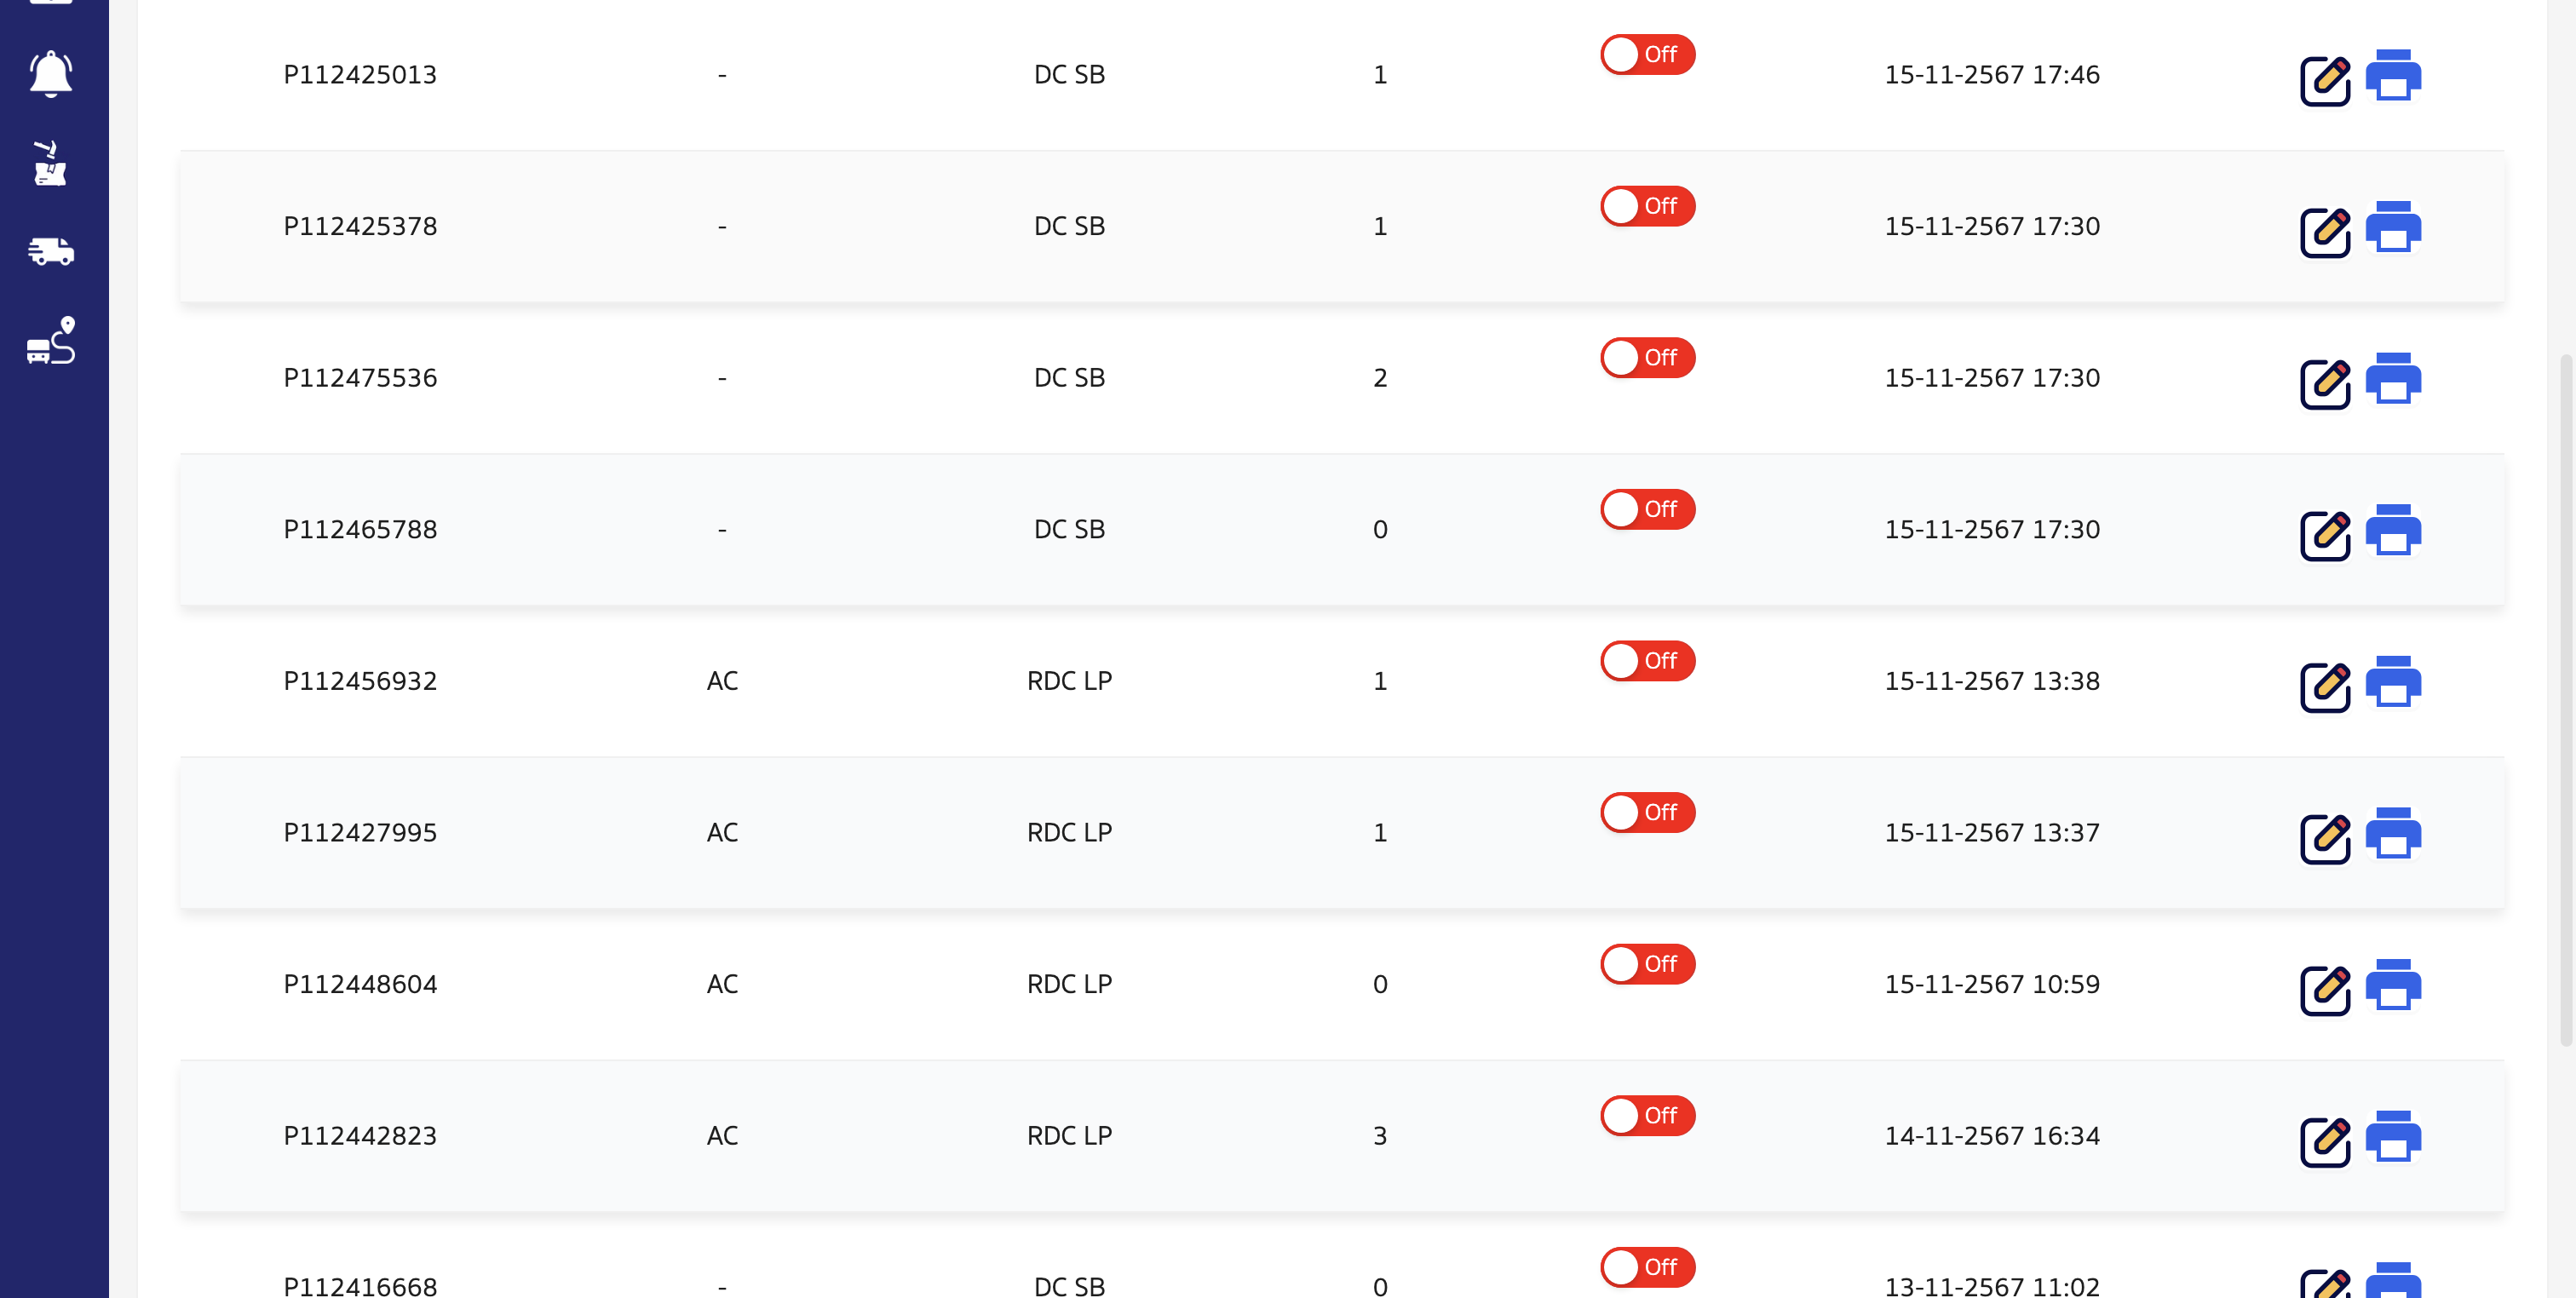 P112425013 - DC SB 1 Off 15-11-2567 17:46
P112425378 - DC SB 1 Off 15-11-2567 17:30
P112475536 - DC SB 2 Off 15-11-2567 17:30
P112465788 - DC SB 0 Off 15-11-2567 17:30
P112456932 AC RDC LP 1 Off 15-11-2567 13:38
P112427995 AC RDC LP 1 Off 15-11-2567 13:37
P112448604 AC RDC LP 0 Off 15-11-2567 10:59
P112442823 AC RDC LP 3 Off 14-11-2567 16:34
P112416668 - DC SB 0 Off 13-11-2567 11:02